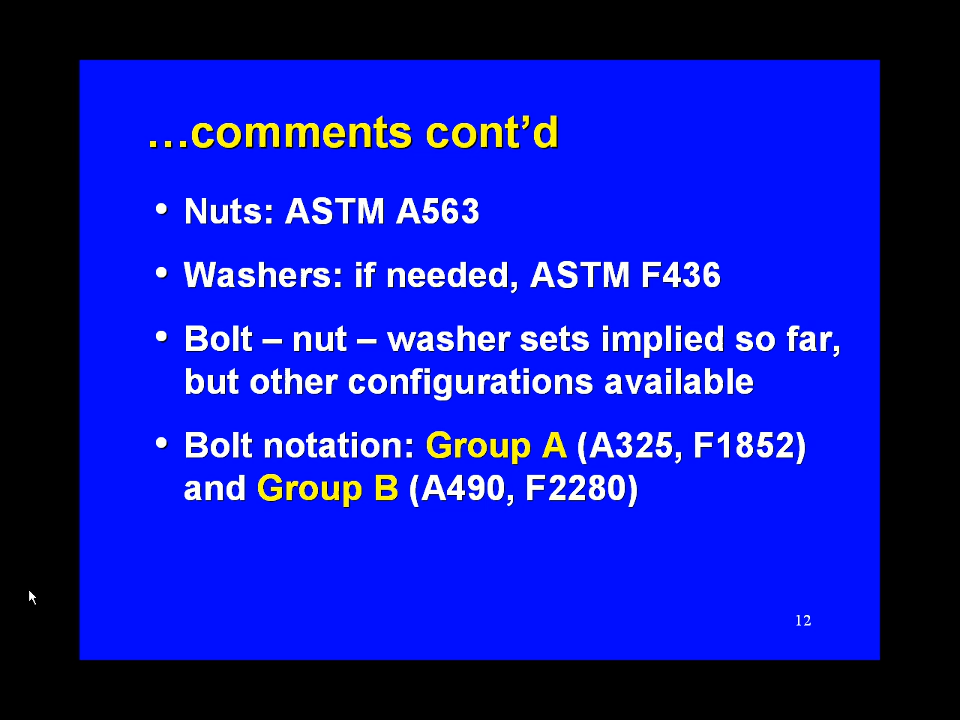 …comments cont’d
• Nuts: ASTM A563
• Washers: if needed, ASTM F436
• Bolt – nut – washer sets implied so far,
but other configurations available
• Bolt notation: Group A (A325, F1852)
and Group B (A490, F2280)
12